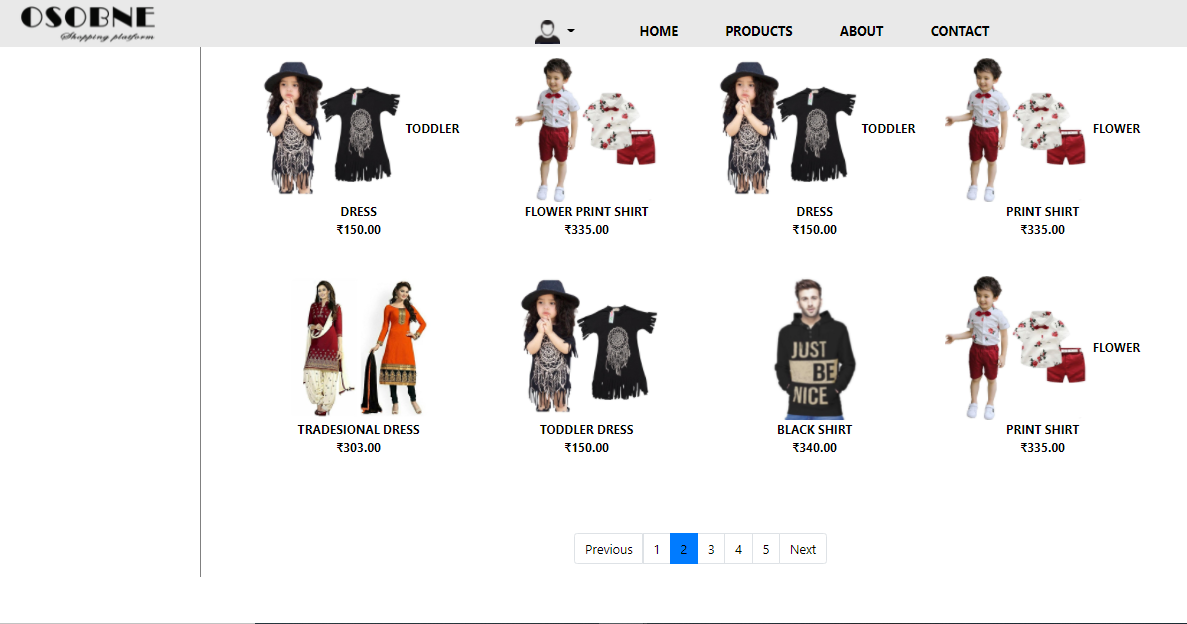 OSOBNE
Shopping platform
HOME PRODUCTS ABOUT CONTACT
TODDLER
DRESS
₹150.00
FLOWER PRINT SHIRT
₹335.00
TODDLER
DRESS
₹150.00
FLOWER
PRINT SHIRT
₹335.00
TRADESIONAL DRESS
₹303.00
TODDLER DRESS
₹150.00
JUST
BE
NICE
BLACK SHIRT
₹340.00
FLOWER
PRINT SHIRT
₹335.00
Previous 1 2 3 4 5 Next